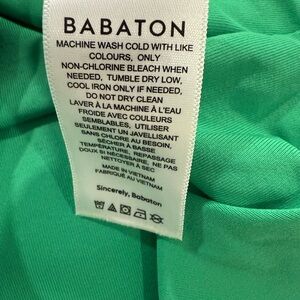 BABATON
MACHINE WASH COLD WITH LIKE
COLOURS, ONLY
NON-CHLORINE BLEACH WHEN
NEEDED, TUMBLE DRY LOW,
COOL IRON ONLY IF NEEDED,
DO NOT DRY CLEAN
LAVER À LA MACHINE À L'EAU
FROIDE AVEC COULEURS
SEMBLABLES, UTILISER
SEULEMENT UN JAVELLISANT
SANS CHLORE AU BESOIN,
SÉCHER À BASSE
TEMPÉRATURE, REPASSAGE
DOUX SI NÉCESSAIRE, NE PAS
NETTOYER À SEC
MADE IN VIETNAM
FABRIQUÉ AU VIETNAM
Sincerely, Babaton